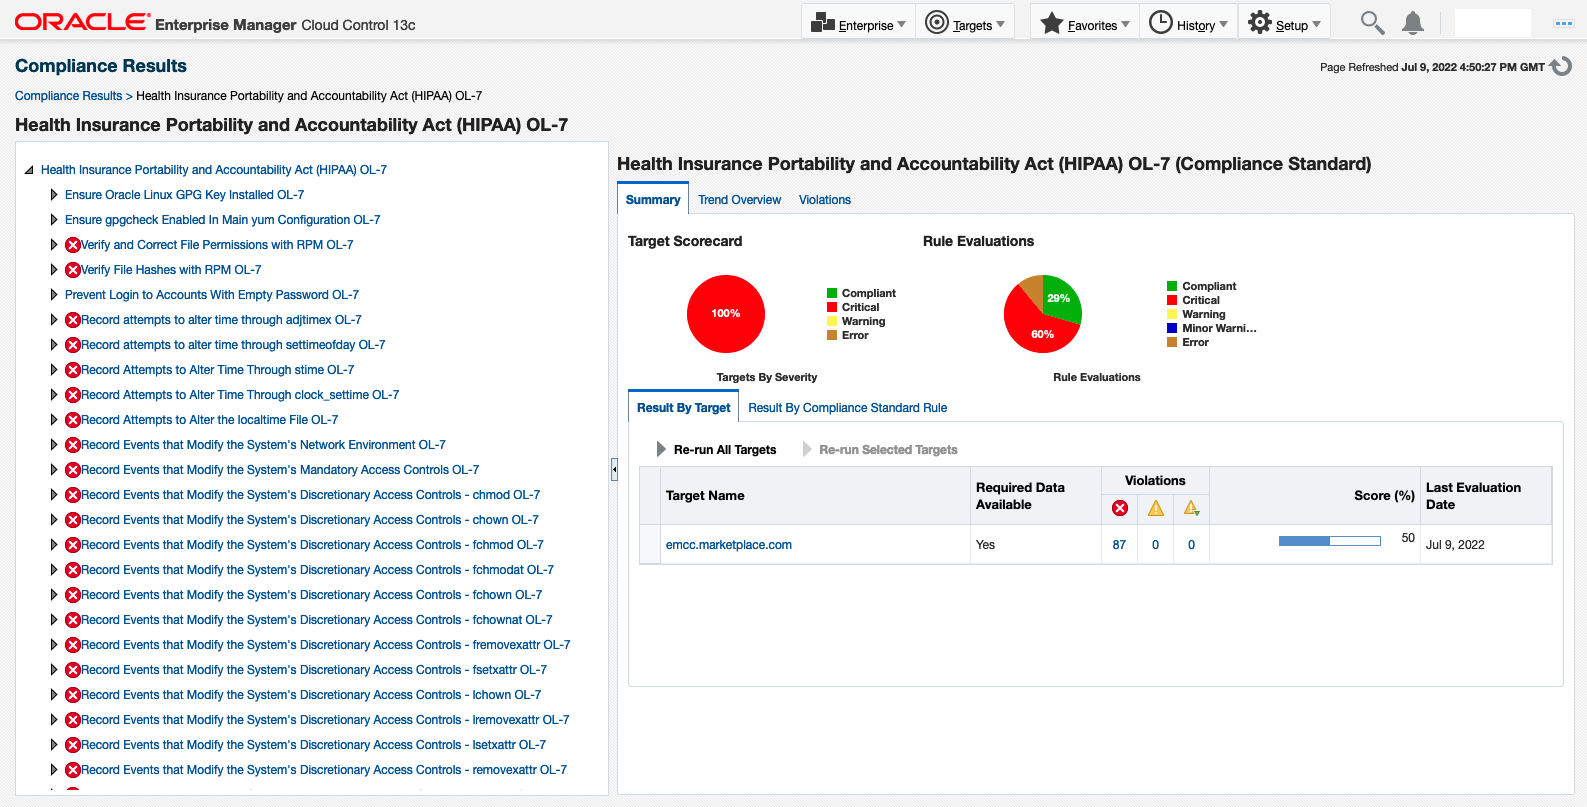 ORACLE® Enterprise Manager Cloud Control 13c
Enterprise
Targets
Favorites
History
Setup
Compliance Results
Page Refreshed Jul 9, 2022 4:50:27 PM GMT
Compliance Results > Health Insurance Portability and Accountability Act (HIPAA) OL-7
Health Insurance Portability and Accountability Act (HIPAA) OL-7
Health Insurance Portability and Accountability Act (HIPAA) OL-7
Ensure Oracle Linux GPG Key Installed OL-7
Ensure gpgcheck Enabled In Main yum Configuration OL-7
Verify and Correct File Permissions with RPM OL-7
Verify File Hashes with RPM OL-7
Prevent Login to Accounts With Empty Password OL-7
Record attempts to alter time through adjtimex OL-7
Record attempts to alter time through settimeofday OL-7
Record Attempts to Alter Time Through stime OL-7
Record Attempts to Alter Time Through clock_settime OL-7
Record Attempts to Alter the localtime File OL-7
Record Events that Modify the System's Network Environment OL-7
Record Events that Modify the System's Mandatory Access Controls OL-7
Record Events that Modify the System's Discretionary Access Controls - chmod OL-7
Record Events that Modify the System's Discretionary Access Controls - chown OL-7
Record Events that Modify the System's Discretionary Access Controls - fchmod OL-7
Record Events that Modify the System's Discretionary Access Controls - fchmodat OL-7
Record Events that Modify the System's Discretionary Access Controls - fchown OL-7
Record Events that Modify the System's Discretionary Access Controls - fchownat OL-7
Record Events that Modify the System's Discretionary Access Controls - fremovexattr OL-7
Record Events that Modify the System's Discretionary Access Controls - fsetxattr OL-7
Record Events that Modify the System's Discretionary Access Controls - lchown OL-7
Record Events that Modify the System's Discretionary Access Controls - lremovexattr OL-7
Record Events that Modify the System's Discretionary Access Controls - lsetxattr OL-7
Record Events that Modify the System's Discretionary Access Controls - removexattr OL-7
Health Insurance Portability and Accountability Act (HIPAA) OL-7 (Compliance Standard)
Summary
Trend Overview
Violations
Target Scorecard
100%
Compliant
Critical
Warning
Error
Targets By Severity
Rule Evaluations
29%
60%
Compliant
Critical
Warning
Minor Warni...
Error
Rule Evaluations
Result By Target
Result By Compliance Standard Rule
Re-run All Targets
Re-run Selected Targets
Target Name
Required Data
Available
Violations
Score (%)
Last Evaluation
Date
emcc.marketplace.com
Yes
87
0
0
50
Jul 9, 2022